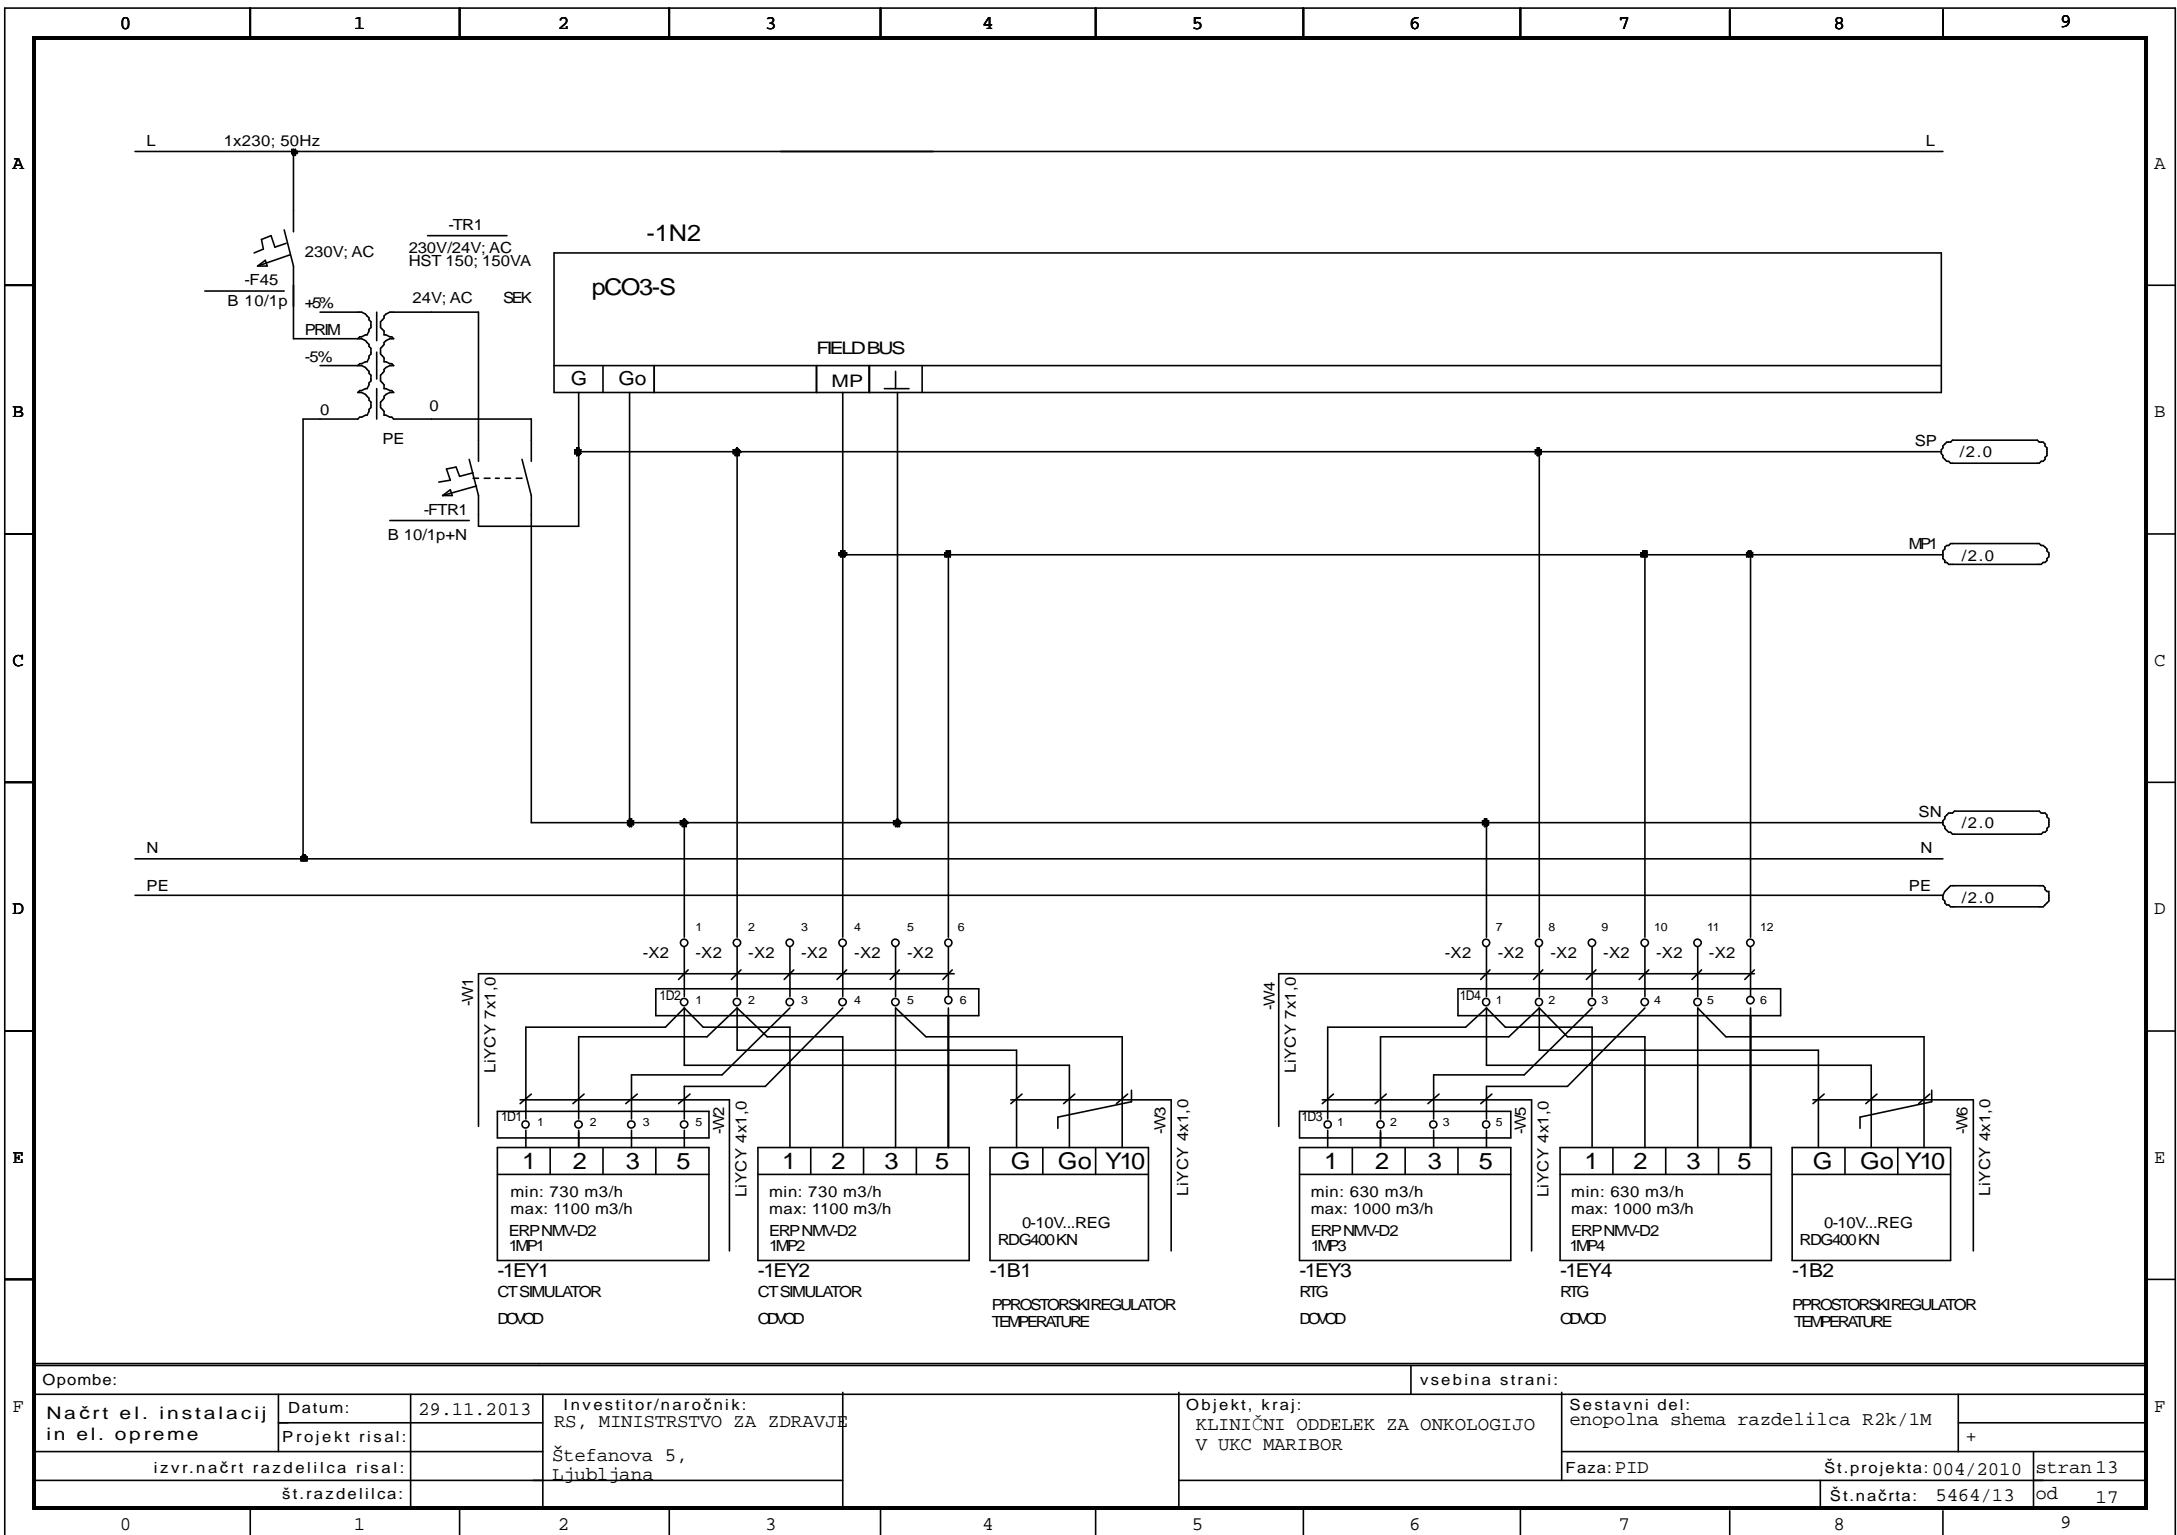 0 1 2 3 4 5 6 7 8 9
A
B
C
D
E
F
A
B
C
D
E
F
L 1x230; 50Hz L
230V; AC
-F45
B 10/1p
-TR1
230V/24V; AC
HST 150; 150VA
24V; AC SEK
+5%
PRIM
-5%
0 0
PE
-FTR1
B 10/1p+N
-1N2
pCO3-S
FIELD BUS
G Go MP
SP /2.0
MP1 /2.0
SN /2.0
N N
PE PE /2.0
1 2 3 4 5 6
-X2 -X2 -X2 -X2 -X2 -X2
7 8 9 10 11 12
-X2 -X2 -X2 -X2 -X2 -X2
-W1
LiYCY 7x1,0
1D2 1 2 3 4 5 6
-W4
LiYCY 7x1,0
1D4 1 2 3 4 5 6
1D1 1 2 3 5
-W2
LiYCY 4x1,0
-W3
LiYCY 4x1,0
1D3 1 2 3 5
-W5
LiYCY 4x1,0
-W6
LiYCY 4x1,0
1 2 3 5
min: 730 m3/h
max: 1100 m3/h
ERP NMV-D2
1MP1
-1EY1
CT SIMULATOR
DOVOD
1 2 3 5
min: 730 m3/h
max: 1100 m3/h
ERP NMV-D2
1MP2
-1EY2
CT SIMULATOR
ODVOD
G Go Y10
0-10V...REG
RDG400 KN
-1B1
PPROSTORSKI REGULATOR
TEMPERATURE
1 2 3 5
min: 630 m3/h
max: 1000 m3/h
ERP NMV-D2
1MP3
-1EY3
RTG
DOVOD
1 2 3 5
min: 630 m3/h
max: 1000 m3/h
ERP NMV-D2
1MP4
-1EY4
RTG
ODVOD
G Go Y10
0-10V...REG
RDG400 KN
-1B2
PPROSTORSKI REGULATOR
TEMPERATURE
Opombe:
vsebina strani:
Načrt el. instalacij
in el. opreme
Datum: 29.11.2013
Projekt risal:
izvr.načrt razdelilca risal:
št.razdelilca:
Investitor/naročnik:
RS, MINISTRSTVO ZA ZDRAVJE
Štefanova 5,
Ljubljana
Objekt, kraj:
KLINIČNI ODDELEK ZA ONKOLOGIJO
V UKC MARIBOR
Sestavni del:
enopolna shema razdelilca R2k/1M
+
Faza: PID
Št.projekta: 004/2010
stran 13
Št.načrta: 5464/13
od 17
0 1 2 3 4 5 6 7 8 9